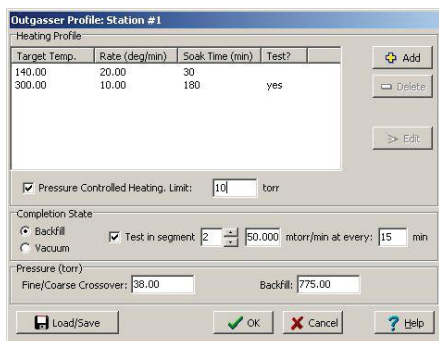 Outgasser Profile: Station #1
Heating Profile
Target Temp. Rate (deg/min) Soak Time (min) Test?
140.00 20.00 30
300.00 10.00 180 yes
Add
Delete
Edit
Pressure Controlled Heating. Limit: 10 torr
Completion State
Backfill
Vacuum
Test in segment 2 50.000 mtorr/min at every: 15 min
Pressure (torr)
Fine/Coarse Crossover: 38.00 Backfill: 775.00
Load/Save OK Cancel Help